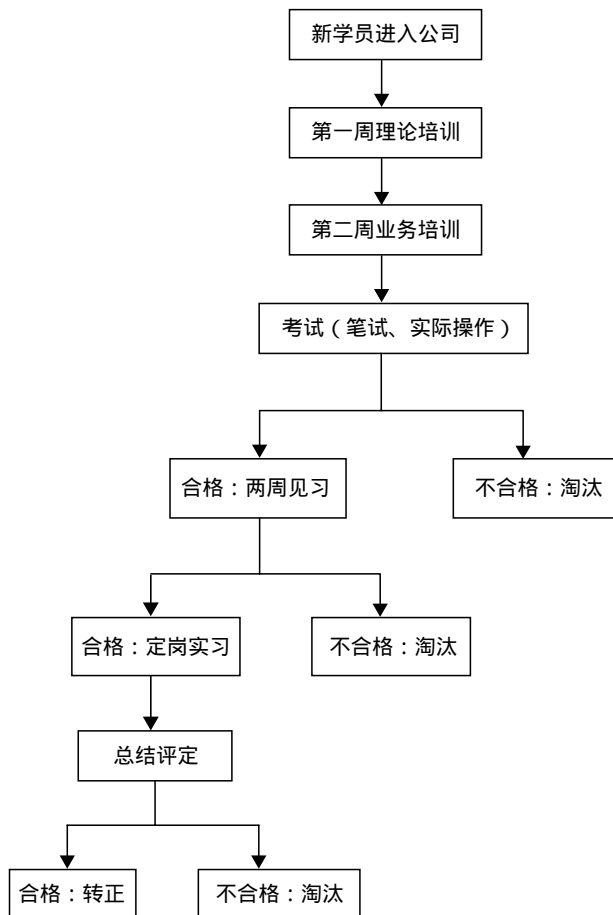 新学员进入公司
第一周理论培训
第二周业务培训
考试（笔试、实际操作）
合格：两周见习
不合格：淘汰
合格：定岗实习
不合格：淘汰
总结评定
合格：转正
不合格：淘汰